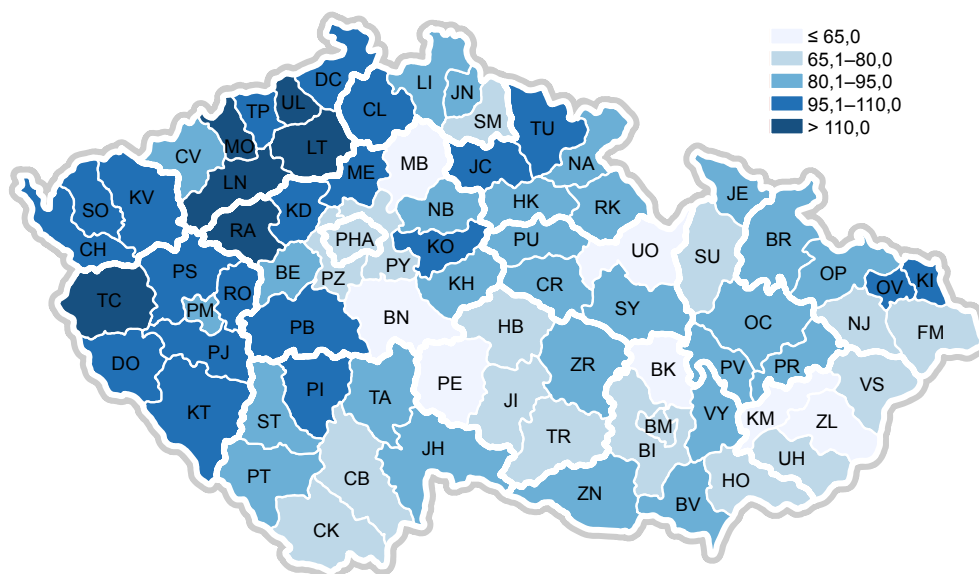 ≤ 65,0
65,1–80,0
80,1–95,0
95,1–110,0
> 110,0
DC
LI
JN
UL
TP
CL
SM
TU
MO
LT
CV
MB
JC
NA
ME
LN
KV
SO
JE
NB
HK
RK
KD
RA
PHA
KO
PU
UO
BR
CH
SU
PS
BE
PZ
PY
OP
KI
OV
RO
KH
CR
TC
PM
SY
OC
NJ
FM
PB
BN
HB
PJ
DO
ZR
BK
PV
PR
PE
VS
PI
TA
JI
KT
ST
BM
VY
KM
ZL
TR
BI
JH
UH
PT
CB
HO
ZN
BV
CK